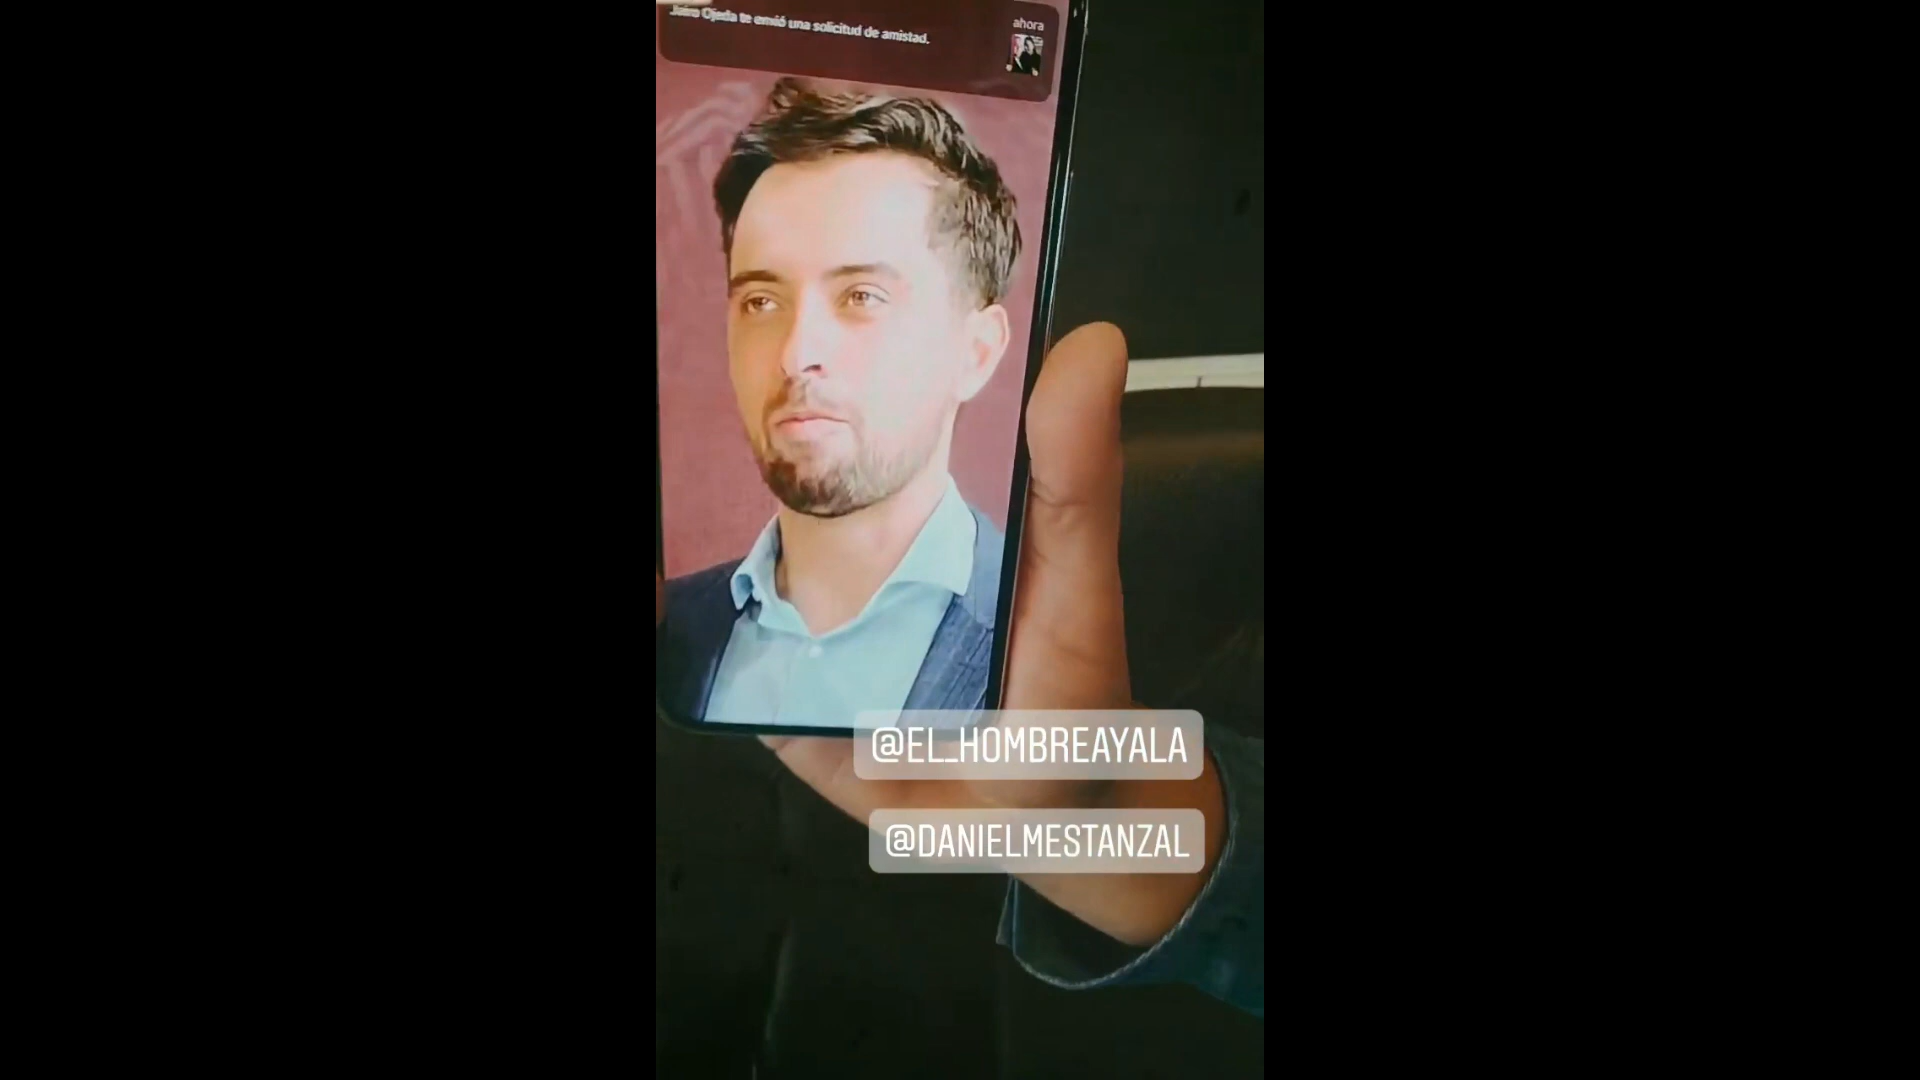 Jairo Ojeda te envió una solicitud de amistad.
ahora
@EL_HOMBREAYALA
@DANIELMESTANZAL